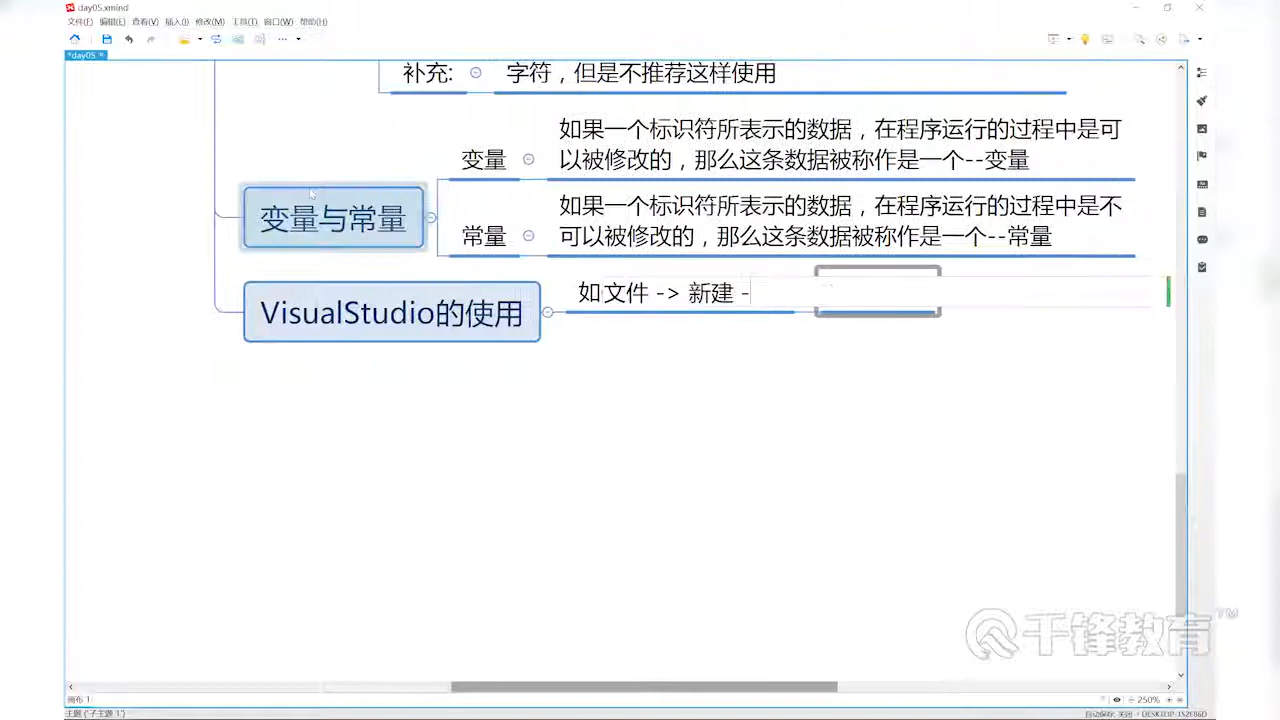 day05.xmind
文件(F) 编辑(E) 查看(V) 插入(I) 修改(M) 工具(T) 窗口(W) 帮助(H)
*day05
补充: 字符，但是不推荐这样使用
变量与常量
变量
如果一个标识符所表示的数据，在程序运行的过程中是可
以被修改的，那么这条数据被称作是一个--变量
常量
如果一个标识符所表示的数据，在程序运行的过程中是不
可以被修改的，那么这条数据被称作是一个--常量
VisualStudio的使用
如文件 -> 新建 -
千锋教育™
画布 1
250%
主题 ('子主题 1')
自动保存: 关闭